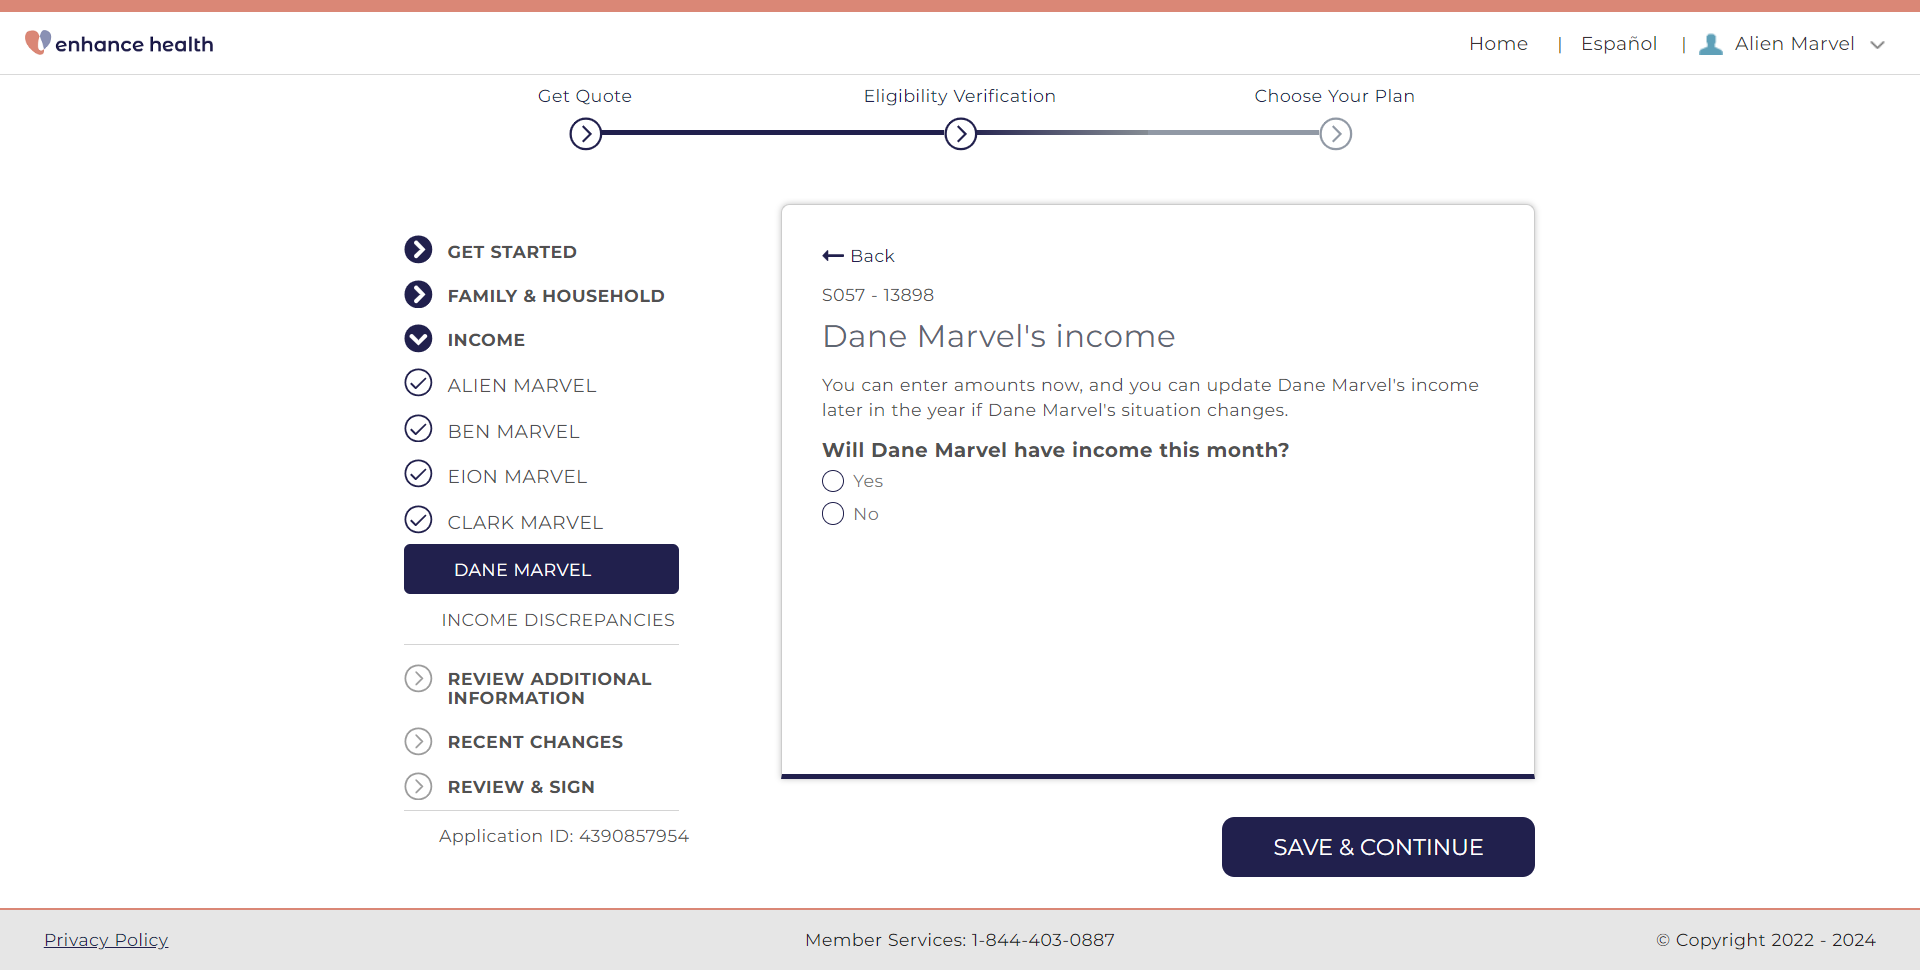 enhance health
Home | Español | Alien Marvel
Get Quote
Eligibility Verification
Choose Your Plan
GET STARTED
FAMILY & HOUSEHOLD
INCOME
ALIEN MARVEL
BEN MARVEL
EION MARVEL
CLARK MARVEL
DANE MARVEL
INCOME DISCREPANCIES
REVIEW ADDITIONAL
INFORMATION
RECENT CHANGES
REVIEW & SIGN
Application ID: 4390857954
Back
S057 - 13898
Dane Marvel's income
You can enter amounts now, and you can update Dane Marvel's income
later in the year if Dane Marvel's situation changes.
Will Dane Marvel have income this month?
Yes
No
SAVE & CONTINUE
Privacy Policy
Member Services: 1-844-403-0887
© Copyright 2022 - 2024